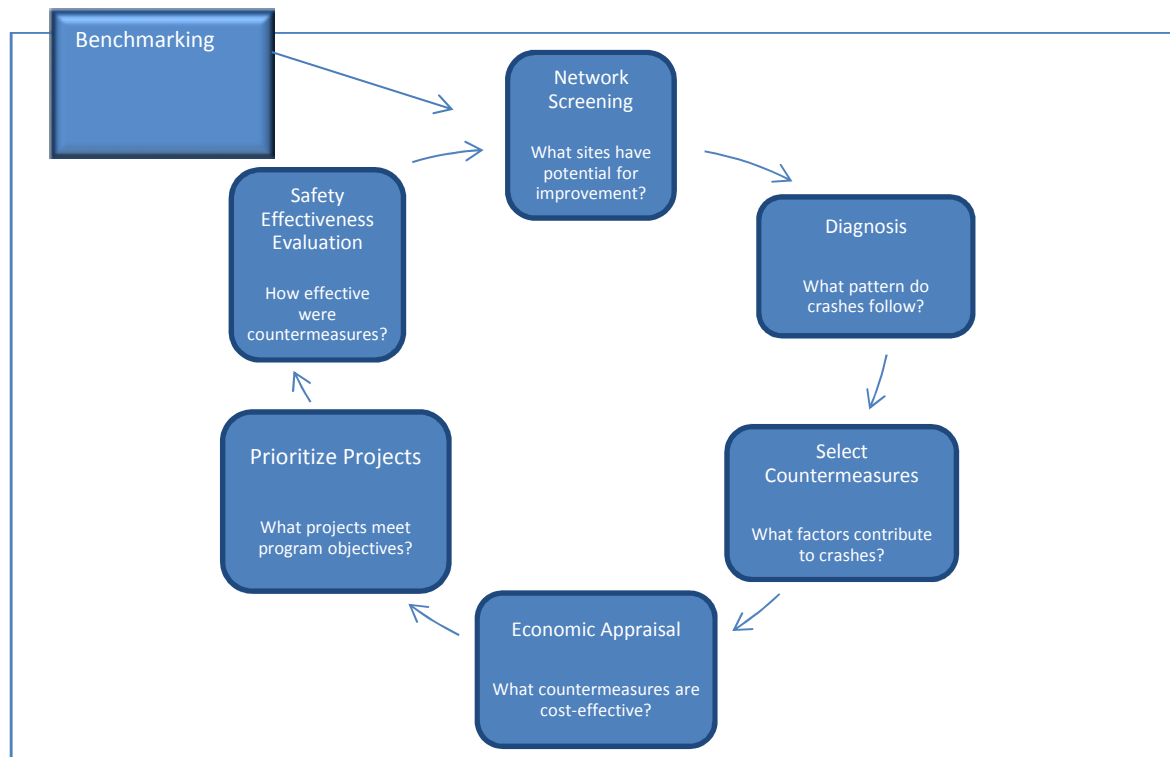 Benchmarking
Network
Screening
What sites have
potential for
improvement?
Diagnosis
What pattern do
crashes follow?
Select
Countermeasures
What factors contribute
to crashes?
Economic Appraisal
What countermeasures are
cost-effective?
Prioritize Projects
What projects meet
program objectives?
Safety
Effectiveness
Evaluation
How effective
were
countermeasures?